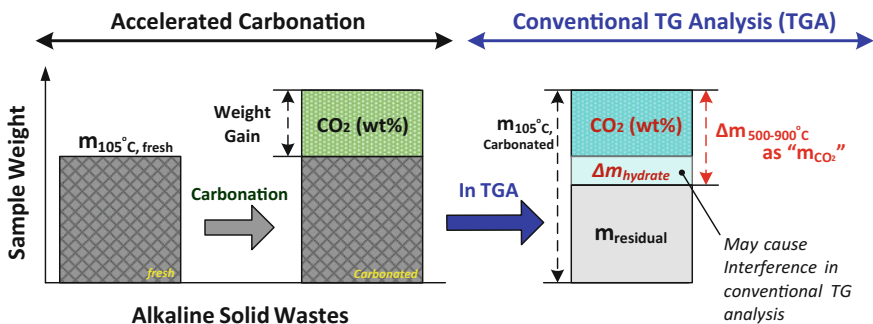 Accelerated Carbonation
Conventional TG Analysis (TGA)
Sample Weight
m105°C, fresh
fresh
Carbonation
Weight
Gain
CO₂ (wt%)
Carbonated
Alkaline Solid Wastes
In TGA
m105°C,
Carbonated
CO₂ (wt%)
Δmhydrate
mresidual
Δm500-900°C
as “mCO₂”
May cause
Interference in
conventional TG
analysis